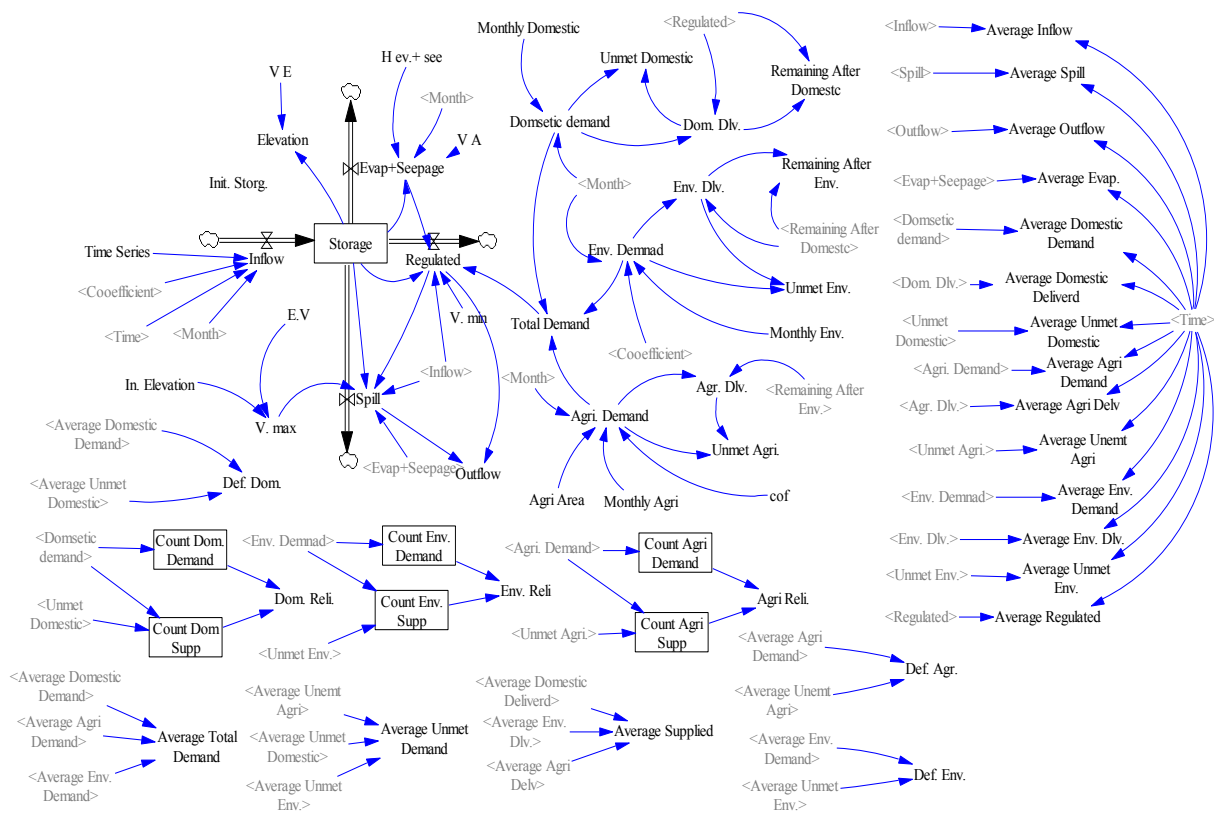 Monthly Domestic
<Regulated>
<Inflow>
Average Inflow
H ev.+ see
Unmet Domestic
V E
<Month>
Remaining After
Domestc
<Spill>
Average Spill
Elevation
Domsetic demand
Dom. Dlv.
<Outflow>
Average Outflow
V A
Evap+Seepage
Remaining After
Env.
Init. Storg.
<Month>
Env. Dlv.
<Evap+Seepage>
Average Evap.
Storage
<Remaining After
Domestc>
<Domsetic
demand>
Average Domestic
Demand
Time Series
Inflow
Regulated
Env. Demnad
<Cooefficient>
Unmet Env.
<Dom. Dlv.>
Average Domestic
Deliverd
<Time>
<Month>
E.V
V. min
Total Demand
Monthly Env.
<Unmet
Domestic>
Average Unmet
Domestic
<Time>
<Cooefficient>
In. Elevation
<Inflow>
<Month>
Agr. Dlv.
<Remaining After
Env.>
<Agri. Demand>
Average Agri
Demand
Spill
<Agr. Dlv.>
Average Agri Delv
V. max
Agri. Demand
<Average Domestic
Demand>
Unmet Agri.
<Unmet Agri.>
Average Unemt
Agri
<Evap+Seepage>
Outflow
Def. Dom.
<Average Unmet
Domestic>
Agri Area
Monthly Agri
cof
<Env. Demnad>
Average Env.
Demand
<Domsetic
demand>
Count Dom.
Demand
<Env. Demnad>
Count Env.
Demand
<Agri. Demand>
Count Agri
Demand
<Env. Dlv.>
Average Env. Dlv.
<Unmet Env.>
Average Unmet
Env.
Dom. Reli.
Env. Reli
Agri Reli.
<Unmet
Domestic>
Count Dom
Supp
Count Env.
Supp
<Unmet Env.>
<Unmet Agri.>
Count Agri
Supp
<Regulated>
Average Regulated
<Average Agri
Demand>
Def. Agr.
<Average Unemt
Agri>
<Average Domestic
Demand>
<Average Agri
Demand>
<Average Env.
Demand>
Average Total
Demand
<Average Unemt
Agri>
<Average Unmet
Domestic>
<Average Unmet
Env.>
Average Unmet
Demand
<Average Domestic
Deliverd>
<Average Env.
Dlv.>
<Average Agri
Delv>
Average Supplied
<Average Env.
Demand>
<Average Unmet
Env.>
Def. Env.